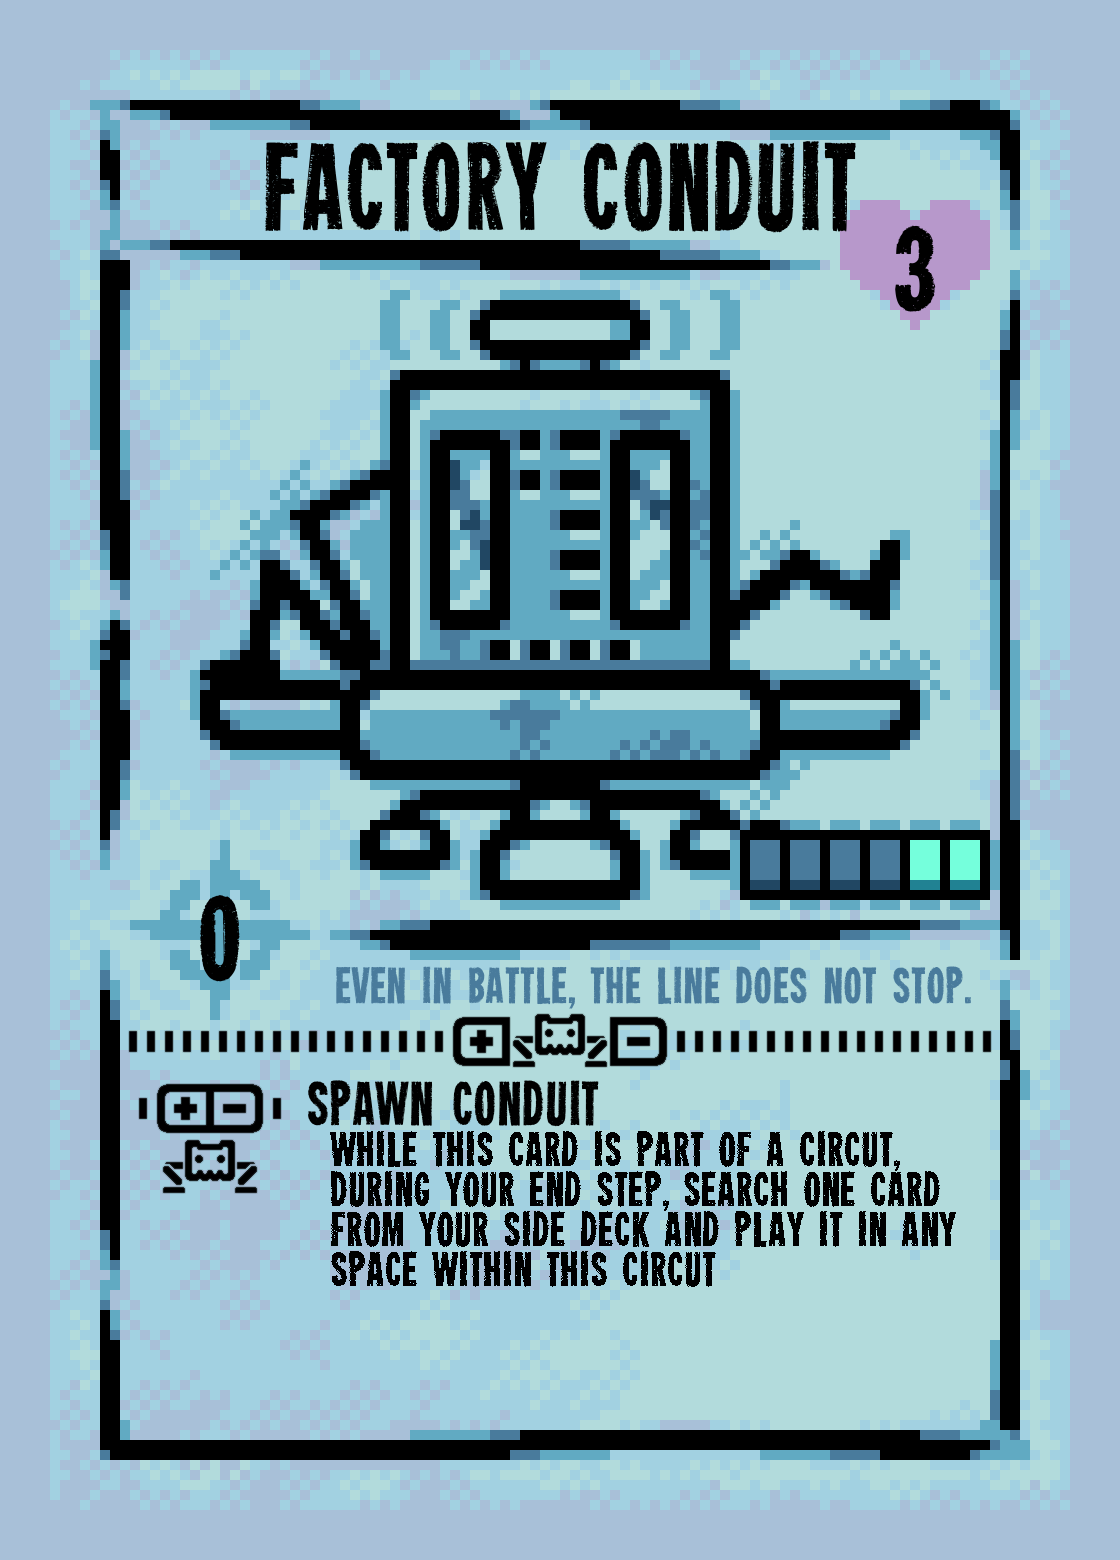 FACTORY CONDUIT
3
0
EVEN IN BATTLE, THE LINE DOES NOT STOP.
SPAWN CONDUIT
WHILE THIS CARD IS PART OF A CIRCUT,
DURING YOUR END STEP, SEARCH ONE CARD
FROM YOUR SIDE DECK AND PLAY IT IN ANY
SPACE WITHIN THIS CIRCUT